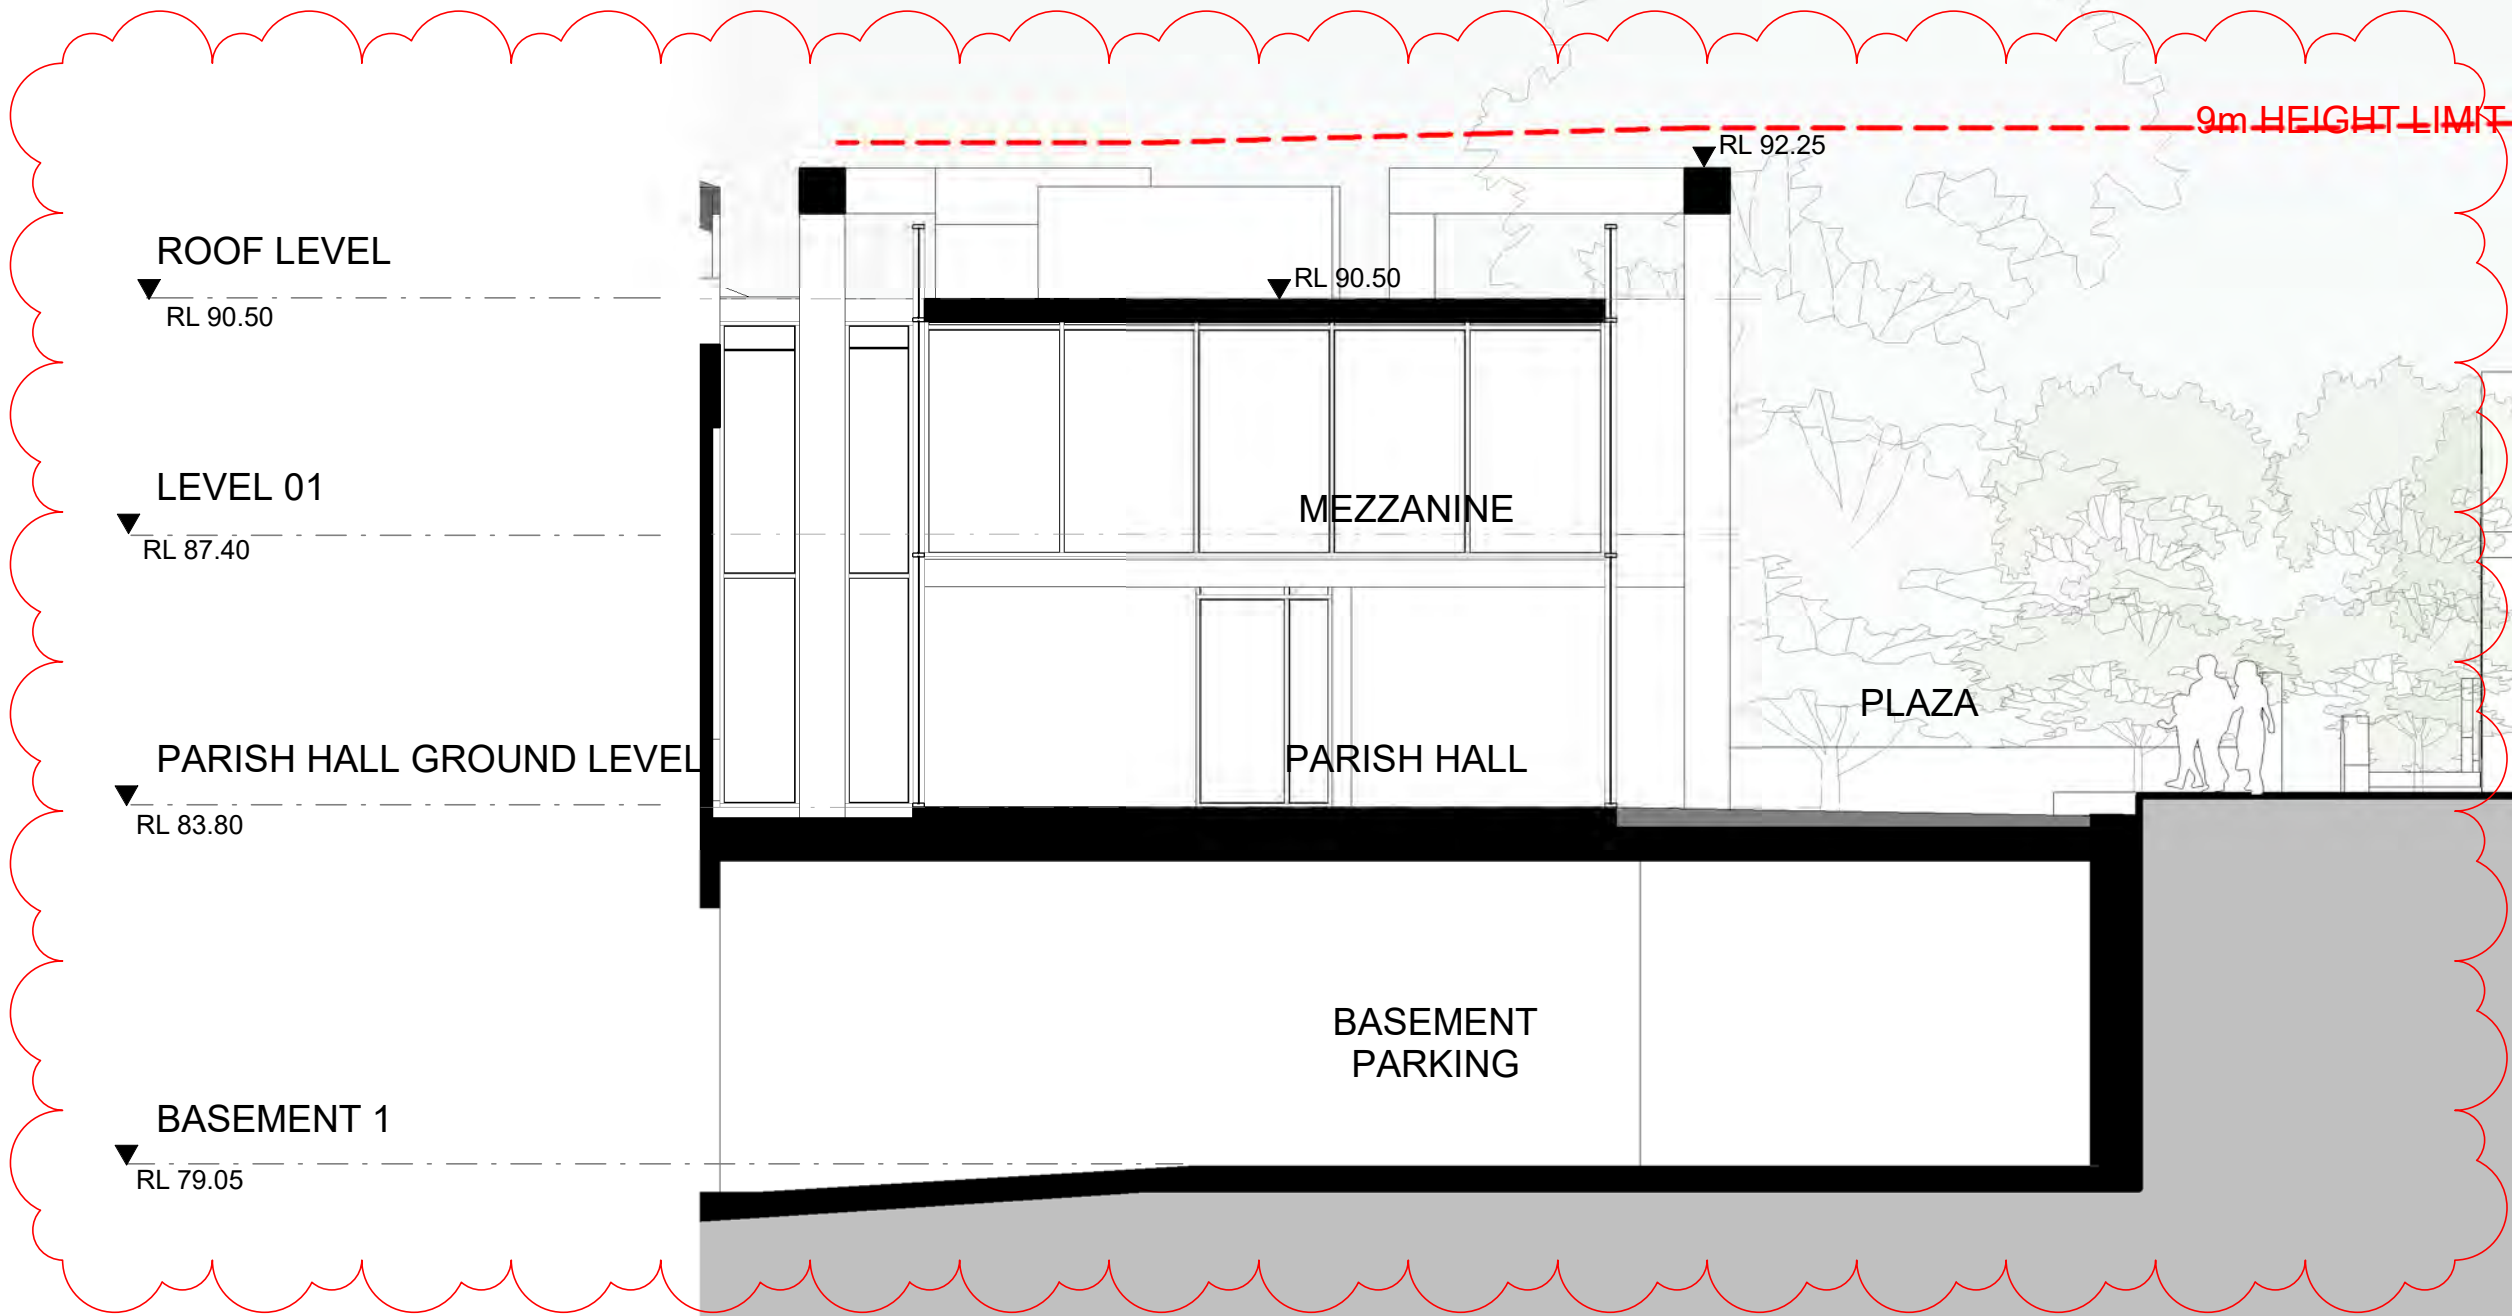 9m HEIGHT LIMIT
RL 92.25
ROOF LEVEL
RL 90.50
RL 90.50
LEVEL 01
RL 87.40
MEZZANINE
PLAZA
PARISH HALL GROUND LEVEL
PARISH HALL
RL 83.80
BASEMENT
PARKING
BASEMENT 1
RL 79.05